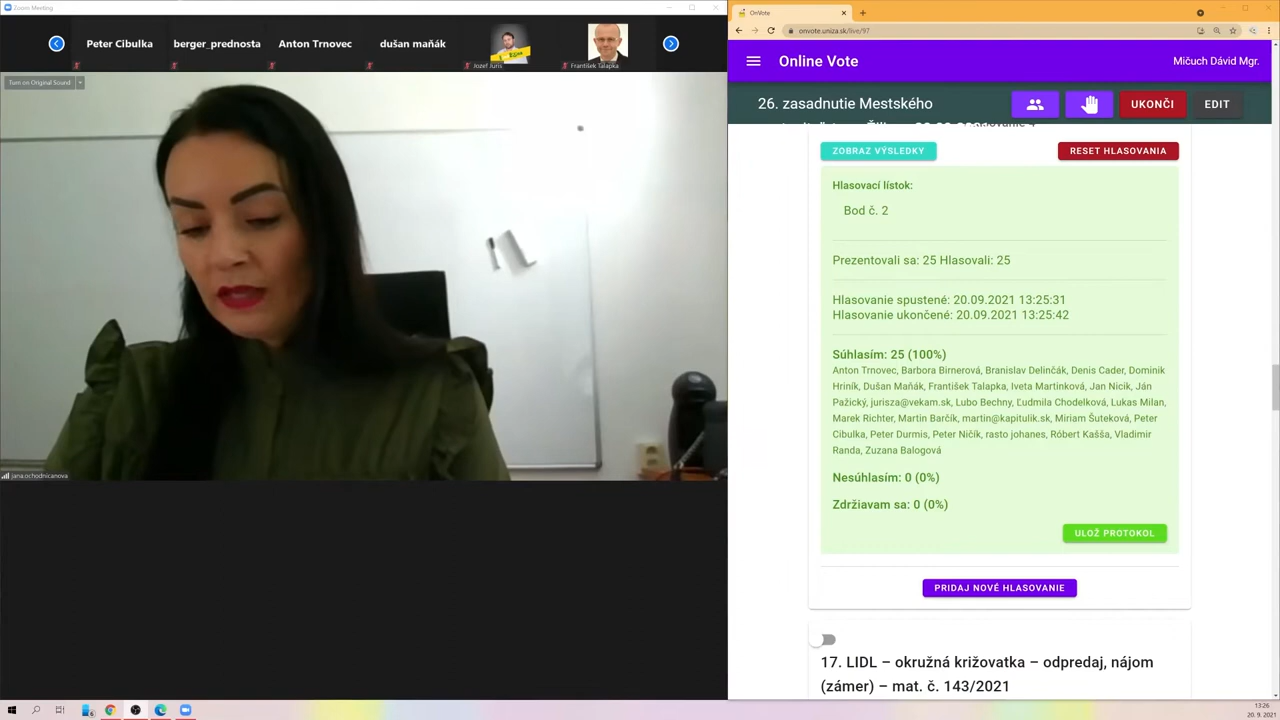 Zoom Meeting
Peter Cibulka
berger_prednosta
Anton Trnovec
dušan maňák
Jozef Juris
František Talapka
Turn on Original Sound
jana.ochodnicanova
OnVote
onvote.uniza.sk/live/97
Online Vote
Mičuch Dávid Mgr.
26. zasadnutie Mestského
UKONČI
EDIT
ZOBRAZ VÝSLEDKY
RESET HLASOVANIA
Hlasovací lístok:
Bod č. 2
Prezentovali sa: 25 Hlasovali: 25
Hlasovanie spustené: 20.09.2021 13:25:31
Hlasovanie ukončené: 20.09.2021 13:25:42
Súhlasím: 25 (100%)
Anton Trnovec, Barbora Birnerová, Branislav Delinčák, Denis Cader, Dominik
Hriník, Dušan Maňák, František Talapka, Iveta Martinková, Jan Nicik, Ján
Pažický, jurisza@vekam.sk, Lubo Bechny, Ľudmila Chodelková, Lukas Milan,
Marek Richter, Martin Barčík, martin@kapitulik.sk, Miriam Šuteková, Peter
Cibulka, Peter Durmis, Peter Ničík, rasto johanes, Róbert Kašša, Vladimir
Randa, Zuzana Balogová
Nesúhlasím: 0 (0%)
Zdržiavam sa: 0 (0%)
ULOŽ PROTOKOL
PRIDAJ NOVÉ HLASOVANIE
17. LIDL – okružná križovatka – odpredaj, nájom
(zámer) – mat. č. 143/2021
13:26
20. 9. 2021